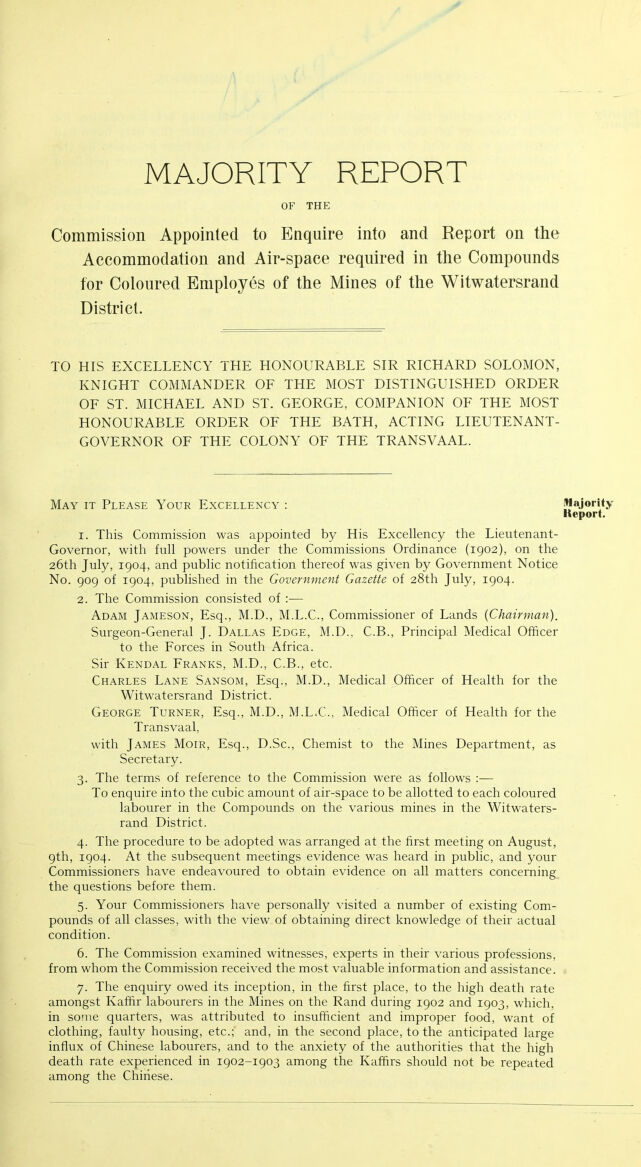 MAJORITY REPORT
OF THE
Commission Appointed to Enquire into and Report on the
Accommodation and Air-space required in the Compounds
for Coloured Employés of the Mines of the Witwatersrand
District.
TO HIS EXCELLENCY THE HONOURABLE SIR RICHARD SOLOMON,
KNIGHT COMMANDER OF THE MOST DISTINGUISHED ORDER
OF ST. MICHAEL AND ST. GEORGE, COMPANION OF THE MOST
HONOURABLE ORDER OF THE BATH, ACTING LIEUTENANT-
GOVERNOR OF THE COLONY OF THE TRANSVAAL.
MAY IT PLEASE YOUR EXCELLENCY :
Majority
Report.
1. This Commission was appointed by His Excellency the Lieutenant-
Governor, with full powers under the Commissions Ordinance (1902), on the
26th July, 1904, and public notification thereof was given by Government Notice
No. 909 of 1904, published in the Government Gazette of 28th July, 1904.
2. The Commission consisted of :—
ADAM JAMESON, Esq., M.D., M.L.C., Commissioner of Lands (Chairman).
Surgeon-General J. DALLAS EDGE, M.D., C.B., Principal Medical Officer
to the Forces in South Africa.
Sir KENDAL FRANKS, M.D., C.B., etc.
CHARLES LANE SANSOM, Esq., M.D., Medical Officer of Health for the
Witwatersrand District.
GEORGE TURNER, Esq., M.D., M.L.C., Medical Officer of Health for the
Transvaal,
with JAMES MOIR, Esq., D.Sc., Chemist to the Mines Department, as
Secretary.
3. The terms of reference to the Commission were as follows :—
To enquire into the cubic amount of air-space to be allotted to each coloured
labourer in the Compounds on the various mines in the Witwaters-
rand District.
4. The procedure to be adopted was arranged at the first meeting on August,
9th, 1904. At the subsequent meetings evidence was heard in public, and your
Commissioners have endeavoured to obtain evidence on all matters concerning
the questions before them.
5. Your Commissioners have personally visited a number of existing Com-
pounds of all classes, with the view of obtaining direct knowledge of their actual
condition.
6. The Commission examined witnesses, experts in their various professions,
from whom the Commission received the most valuable information and assistance.
7. The enquiry owed its inception, in the first place, to the high death rate
amongst Kaffir labourers in the Mines on the Rand during 1902 and 1903, which,
in some quarters, was attributed to insufficient and improper food, want of
clothing, faulty housing, etc.; and, in the second place, to the anticipated large
influx of Chinese labourers, and to the anxiety of the authorities that the high
death rate experienced in 1902-1903 among the Kaffirs should not be repeated
among the Chinese.